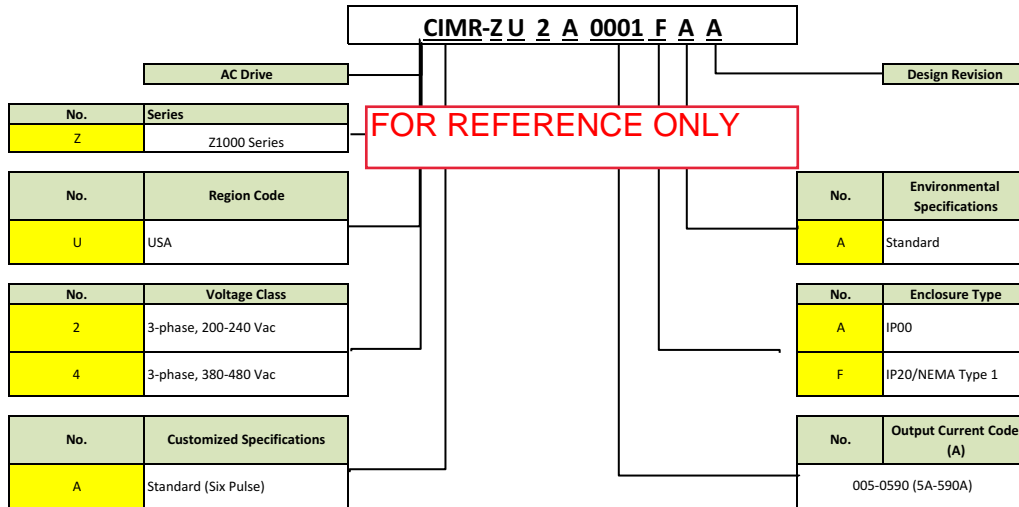 CIMR-Z U 2 A 0001 F A A
AC Drive
Design Revision
No. Series
Z Z1000 Series
FOR REFERENCE ONLY
No. Region Code
U USA
No. Environmental Specifications
A Standard
No. Voltage Class
2 3-phase, 200-240 Vac
4 3-phase, 380-480 Vac
No. Enclosure Type
A IP00
F IP20/NEMA Type 1
No. Customized Specifications
A Standard (Six Pulse)
No. Output Current Code (A)
005-0590 (5A-590A)